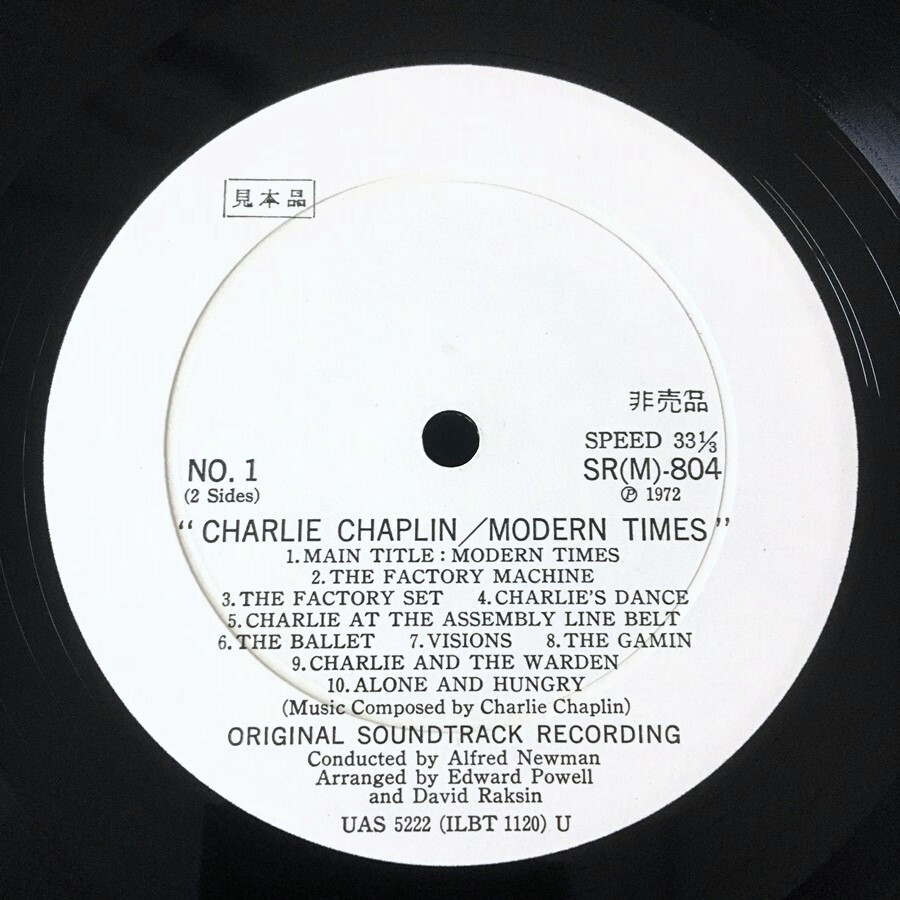 見本品
非売品
SPEED 33⅓
NO. 1 SR(M)-804
(2 Sides) Ⓟ 1972
"CHARLIE CHAPLIN/MODERN TIMES"
1. MAIN TITLE : MODERN TIMES
2. THE FACTORY MACHINE
3. THE FACTORY SET 4. CHARLIE'S DANCE
5. CHARLIE AT THE ASSEMBLY LINE BELT
6. THE BALLET 7. VISIONS 8. THE GAMIN
9. CHARLIE AND THE WARDEN
10. ALONE AND HUNGRY
(Music Composed by Charlie Chaplin)
ORIGINAL SOUNDTRACK RECORDING
Conducted by Alfred Newman
Arranged by Edward Powell
and David Raksin
UAS 5222 (ILBT 1120) U